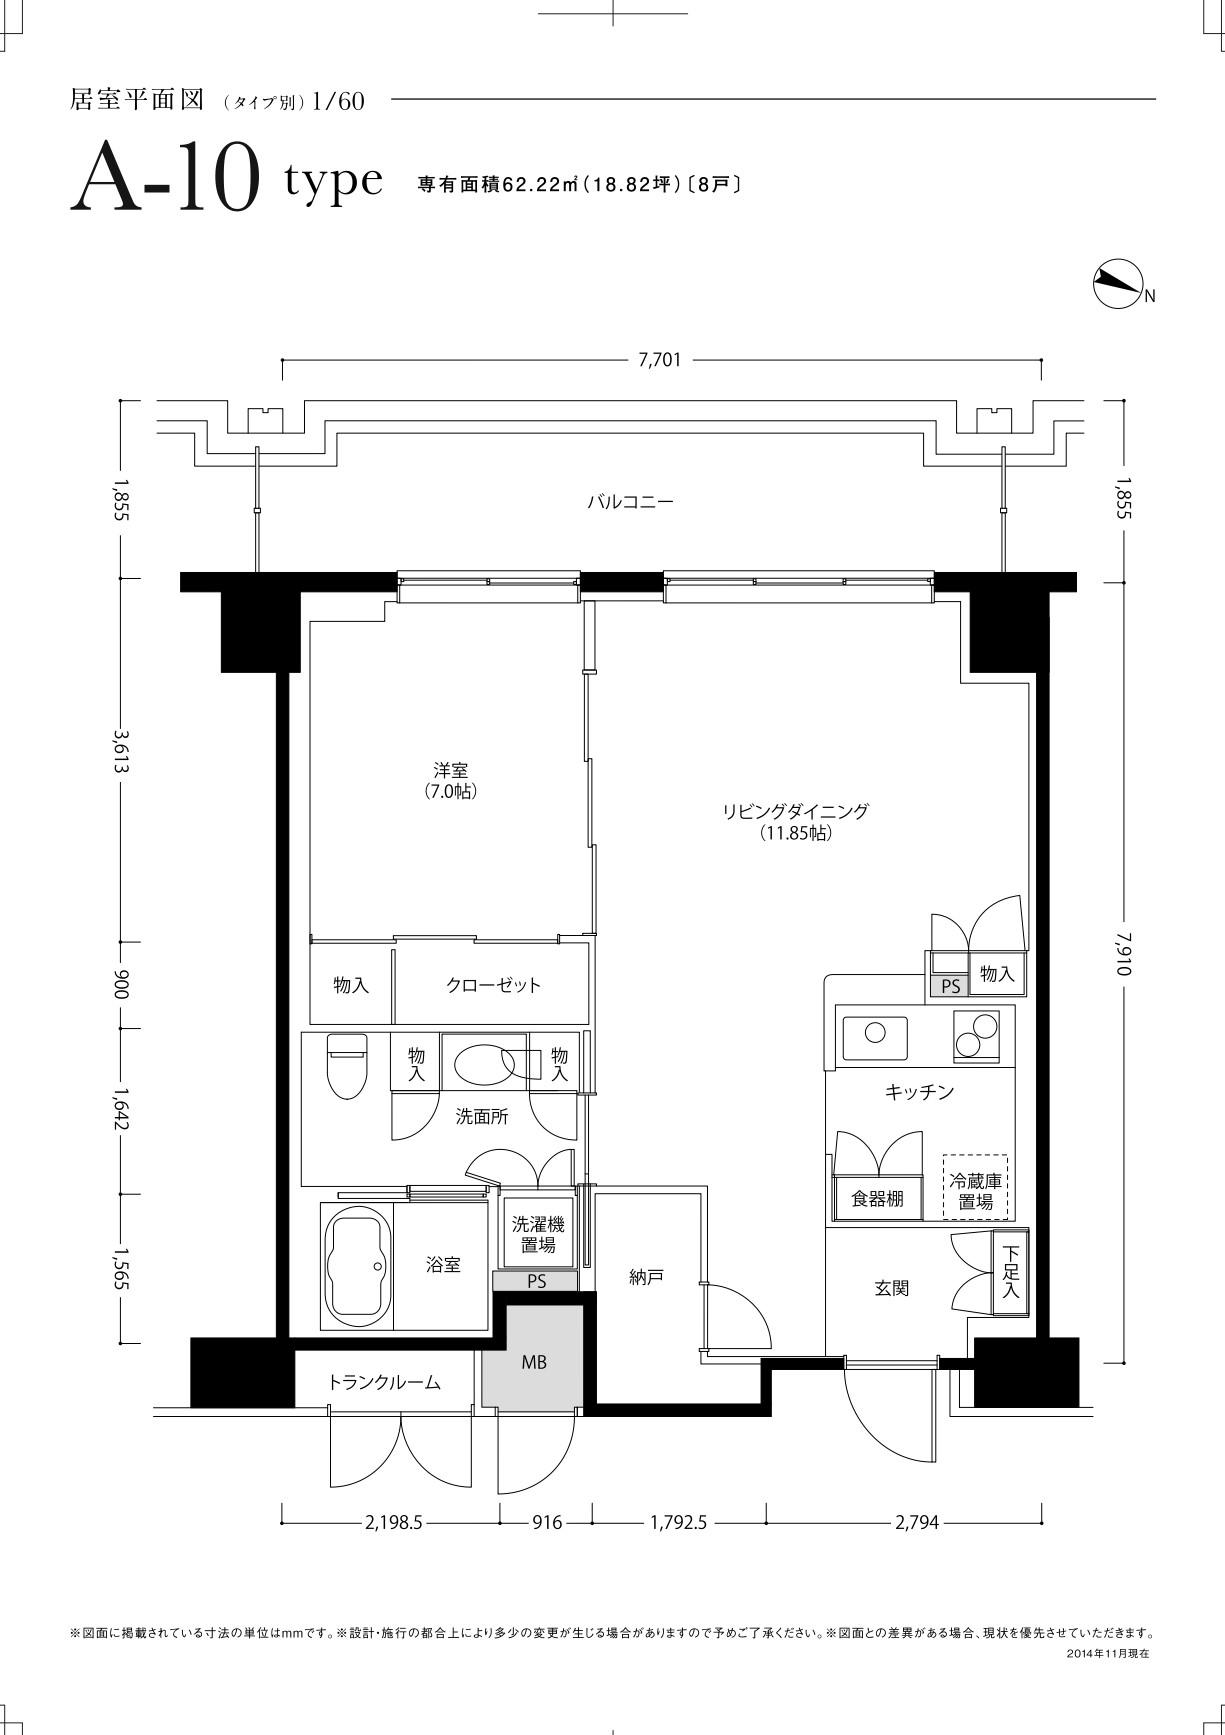 居室平面図 (タイプ別) 1/60
A-10 type 専有面積62.22㎡(18.82坪)〔8戸〕
N
7,701
1,855
1,855
バルコニー
3,613
洋室
(7.0帖)
リビングダイニング
(11.85帖)
7,910
900
物入
クローゼット
PS
物入
1,642
物入
物入
洗面所
キッチン
食器棚
冷蔵庫
置場
1,565
浴室
洗濯機
置場
PS
納戸
玄関
下足入
MB
トランクルーム
2,198.5
916
1,792.5
2,794
※図面に掲載されている寸法の単位はmmです。※設計・施行の都合上により多少の変更が生じる場合がありますので予めご了承ください。※図面との差異がある場合、現状を優先させていただきます。
2014年11月現在